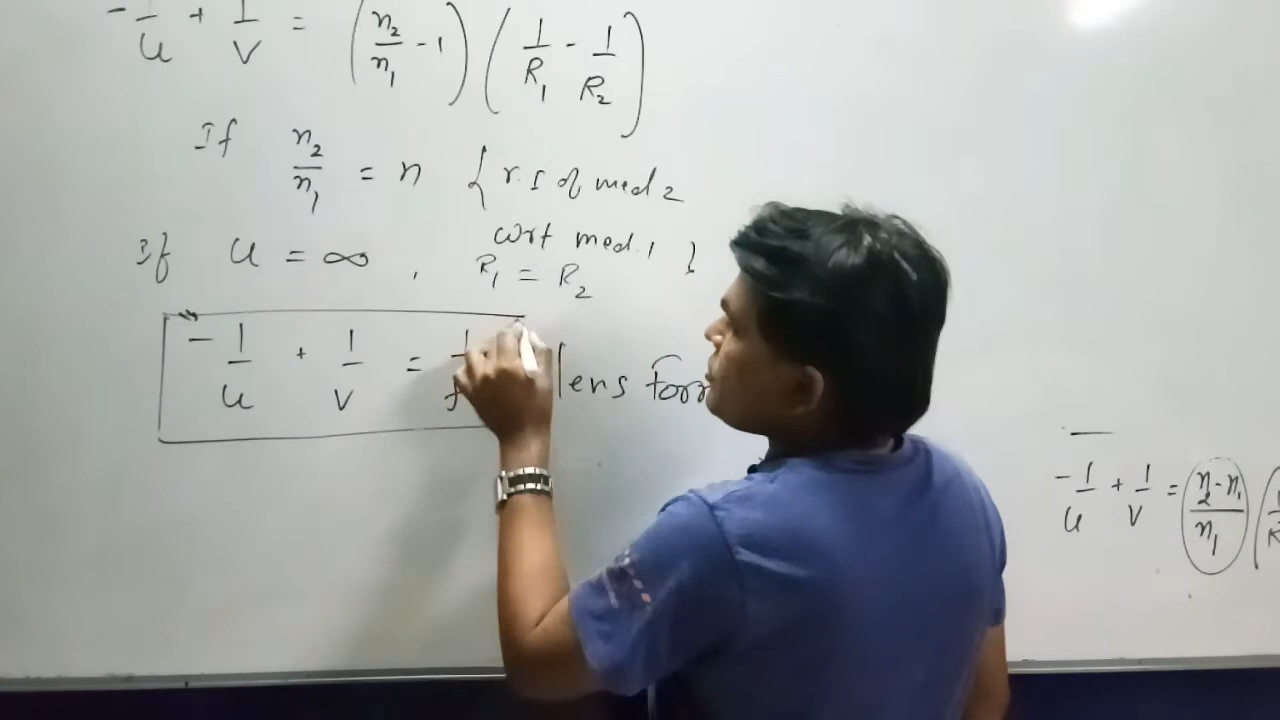 - 1/u + 1/v = (n₂/n₁ - 1) (1/R₁ - 1/R₂)
If n₂/n₁ = n { r.I of med 2
wrt med. 1 }
If u = ∞ , R₁ = R₂
- 1/u + 1/v = 1/f lens
- 1/u + 1/v = (n₂ - n₁)/n₁ (